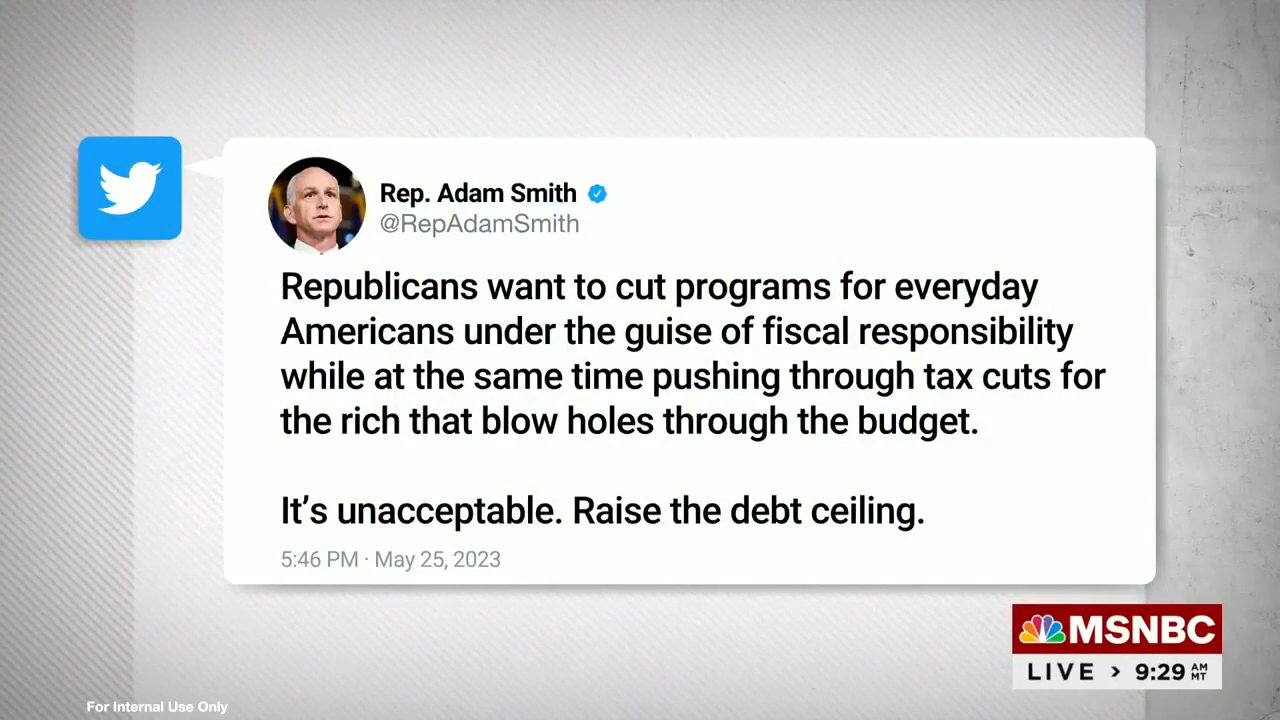 Rep. Adam Smith
@RepAdamSmith
Republicans want to cut programs for everyday
Americans under the guise of fiscal responsibility
while at the same time pushing through tax cuts for
the rich that blow holes through the budget.
It’s unacceptable. Raise the debt ceiling.
5:46 PM · May 25, 2023
MSNBC
LIVE > 9:29 AM MT
For Internal Use Only